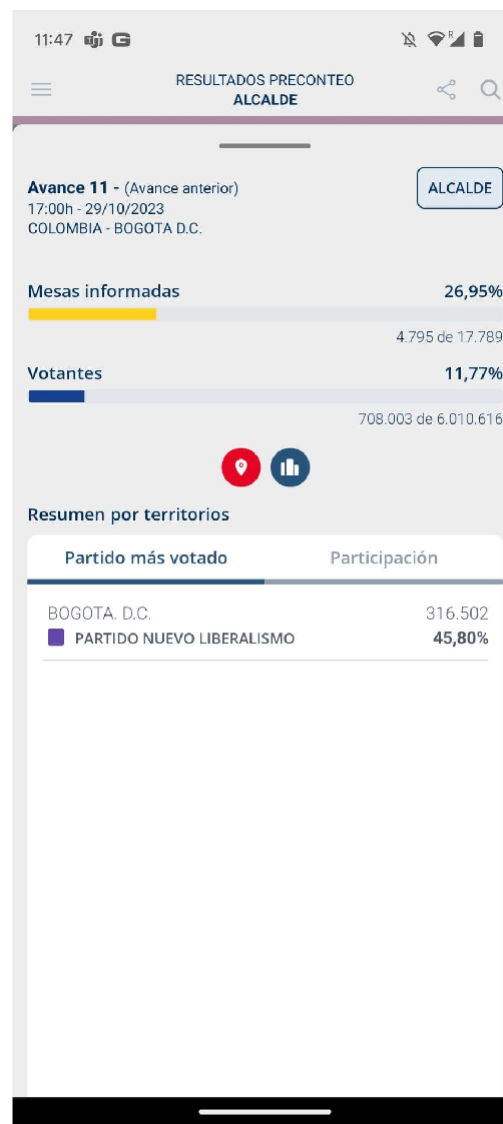 11:47
RESULTADOS PRECONTEO
ALCALDE
Avance 11 - (Avance anterior)
ALCALDE
17:00h - 29/10/2023
COLOMBIA - BOGOTA D.C.
Mesas informadas 26,95%
4.795 de 17.789
Votantes 11,77%
708.003 de 6.010.616
Resumen por territorios
Partido más votado Participación
BOGOTA. D.C. 316.502
PARTIDO NUEVO LIBERALISMO 45,80%